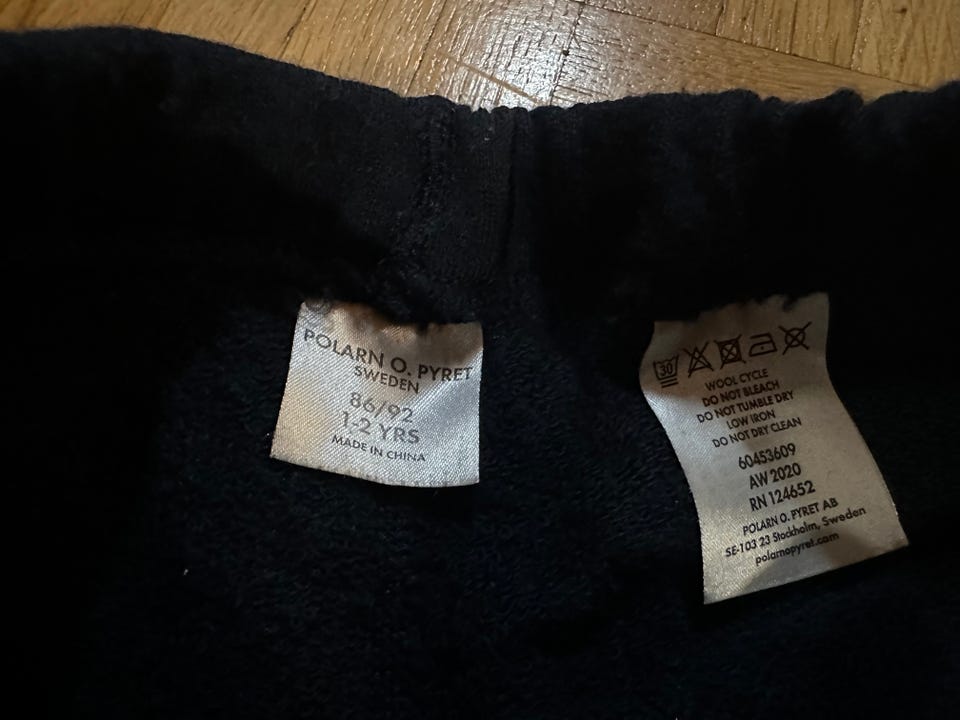 POLARN O. PYRET
SWEDEN
86/92
1-2 YRS
MADE IN CHINA
30
WOOL CYCLE
DO NOT BLEACH
DO NOT TUMBLE DRY
LOW IRON
DO NOT DRY CLEAN
60453609
AW 2020
RN 124652
POLARN O. PYRET AB
SE-103 23 Stockholm, Sweden
polarnopyret.com